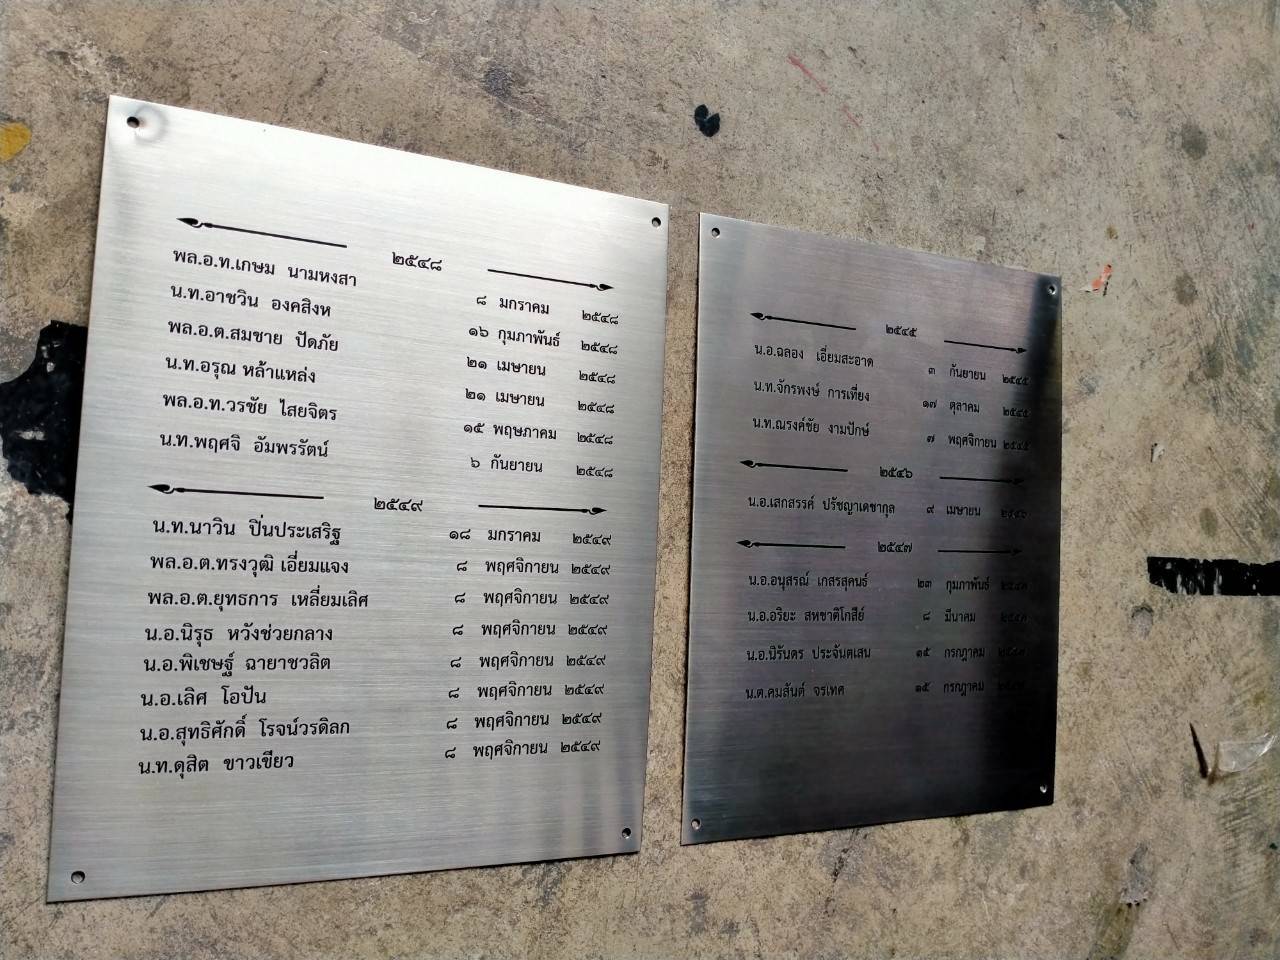 ๒๕๔๘
พล.อ.ท.เกษม นามหงสา ๘ มกราคม ๒๕๔๘
น.ท.อาชวิน องคสิงห ๑๖ กุมภาพันธ์ ๒๕๔๘
พล.อ.ต.สมชาย ปัดภัย ๒๑ เมษายน ๒๕๔๘
น.ท.อรุณ หล้าแหล่ง ๒๑ เมษายน ๒๕๔๘
พล.อ.ท.วรชัย ไสยจิตร ๑๕ พฤษภาคม ๒๕๔๘
น.ท.พฤศจิ อัมพรรัตน์ ๖ กันยายน ๒๕๔๘
๒๕๔๙
น.ท.นาวิน ปิ่นประเสริฐ ๑๘ มกราคม ๒๕๔๙
พล.อ.ต.ทรงวุฒิ เอี่ยมแจง ๘ พฤศจิกายน ๒๕๔๙
พล.อ.ต.ยุทธการ เหลี่ยมเลิศ ๘ พฤศจิกายน ๒๕๔๙
น.อ.นิรุธ หวังช่วยกลาง ๘ พฤศจิกายน ๒๕๔๙
น.อ.พิเชษฐ์ ฉายาชวลิต ๘ พฤศจิกายน ๒๕๔๙
น.อ.เลิศ โอปัน ๘ พฤศจิกายน ๒๕๔๙
น.อ.สุทธิศักดิ์ โรจน์วรดิลก ๘ พฤศจิกายน ๒๕๔๙
น.ท.ดุสิต ขาวเขียว ๘ พฤศจิกายน ๒๕๔๙
๒๕๔๕
น.อ.ฉลอง เอี่ยมสะอาด ๓ กันยายน ๒๕๔๕
น.ท.จักรพงษ์ การเที่ยง ๑๗ ตุลาคม ๒๕๔๕
น.ท.ณรงค์ชัย งามปักษ์ ๗ พฤศจิกายน ๒๕๔๕
๒๕๔๖
น.อ.เสกสรรค์ ปรัชญาเดชากุล ๙ เมษายน ๒๕๔๖
๒๕๔๗
น.อ.อนุสรณ์ เกสรสุคนธ์ ๒๓ กุมภาพันธ์ ๒๕๔๗
น.อ.อริยะ สหชาติโกสีย์ ๘ มีนาคม ๒๕๔๗
น.อ.นิรันดร ประจันตเสน ๑๕ กรกฎาคม ๒๕๔๗
น.ต.คมสันต์ จรเทศ ๑๕ กรกฎาคม ๒๕๔๗